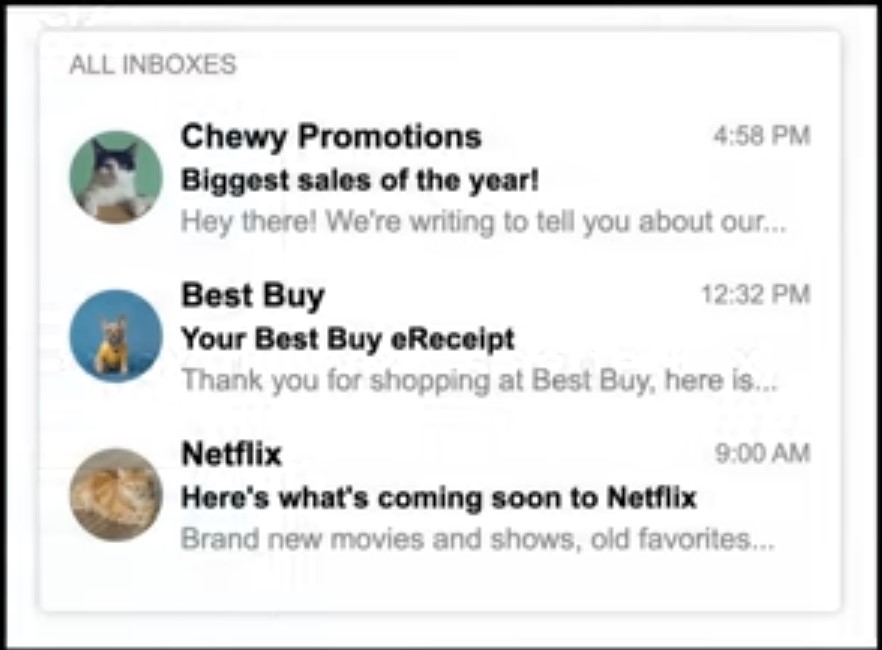 ALL INBOXES
Chewy Promotions 4:58 PM
Biggest sales of the year!
Hey there! We're writing to tell you about our...
Best Buy 12:32 PM
Your Best Buy eReceipt
Thank you for shopping at Best Buy, here is...
Netflix 9:00 AM
Here's what's coming soon to Netflix
Brand new movies and shows, old favorites...